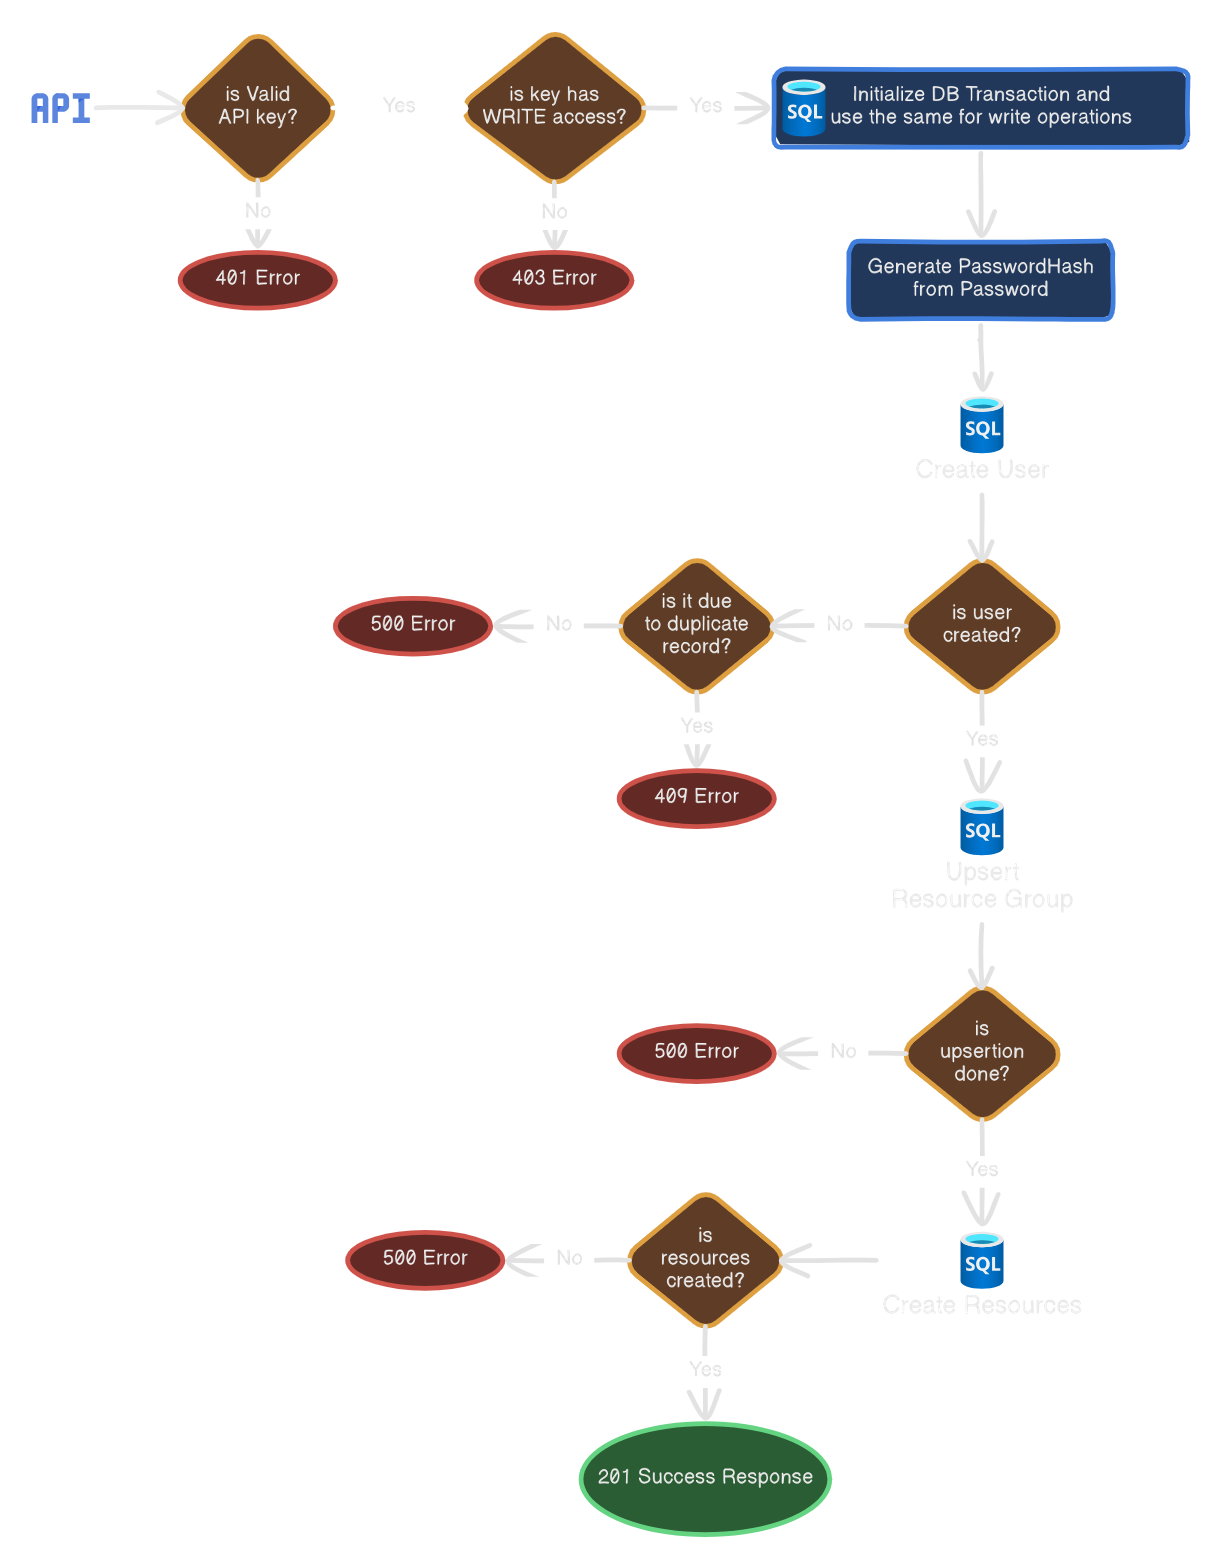 API
is Valid
API key?
Yes
is key has
WRITE access?
Yes
SQL
Initialize DB Transaction and
use the same for write operations
No
No
401 Error
403 Error
Generate PasswordHash
from Password
SQL
Create User
500 Error
No
is it due
to duplicate
record?
No
is user
created?
Yes
Yes
409 Error
SQL
Upsert
Resource Group
500 Error
No
is
upsertion
done?
Yes
500 Error
No
is
resources
created?
SQL
Create Resources
Yes
201 Success Response